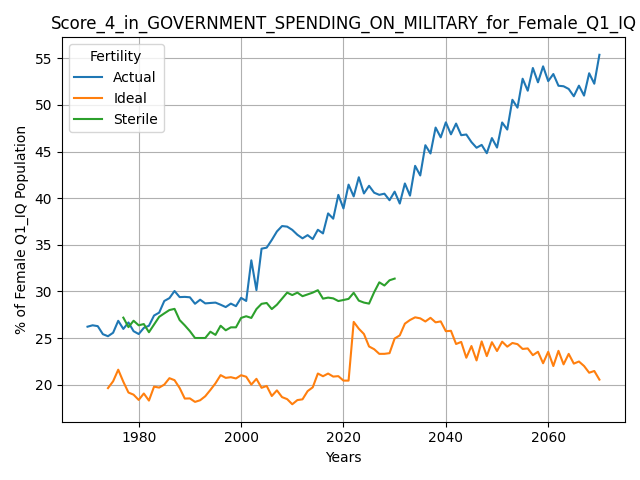 Score_4_in_GOVERNMENT_SPENDING_ON_MILITARY_for_Female_Q1_IQ
Fertility
Actual
Ideal
Sterile
% of Female Q1_IQ Population
55
50
45
40
35
30
25
20
1980
2000
2020
2040
2060
Years